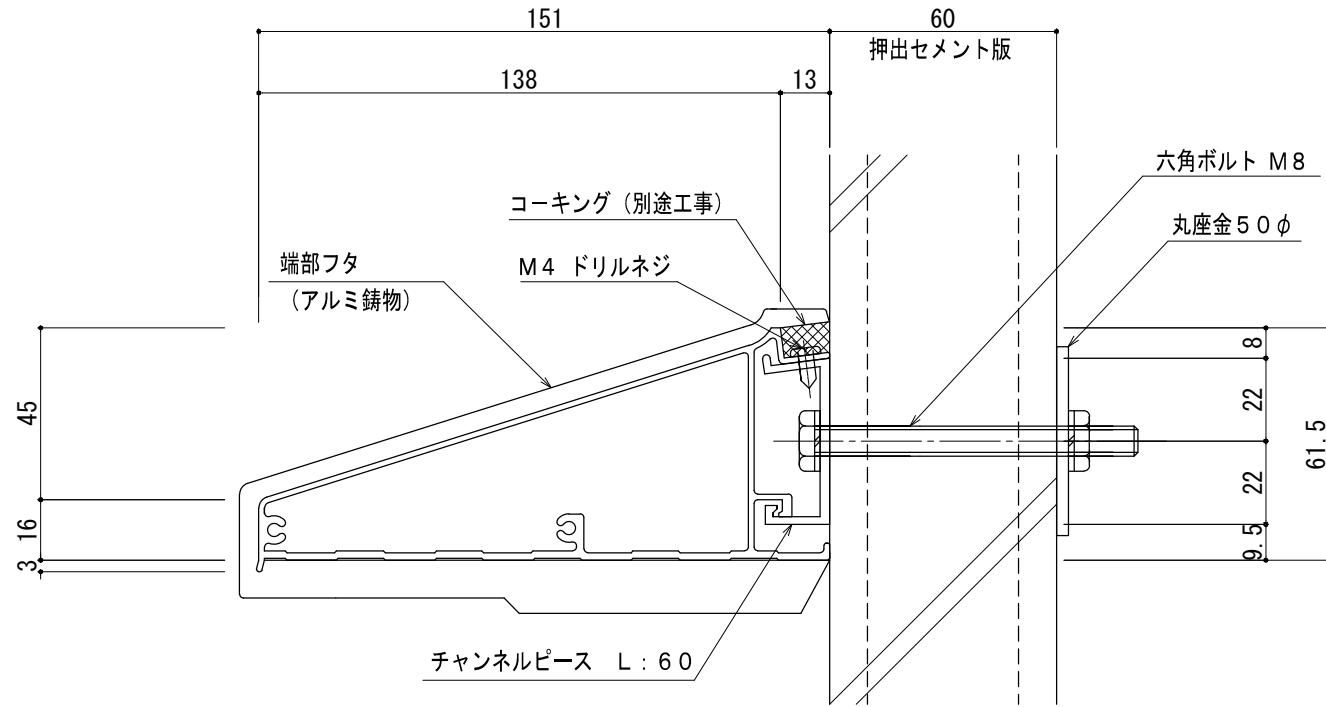 151
60
押出セメント版
138
13
六角ボルト M8
コーキング（別途工事）
丸座金50φ
端部フタ
（アルミ鋳物）
M4 ドリルネジ
8
45
22
61.5
22
16
9.5
3
チャンネルピース L:60